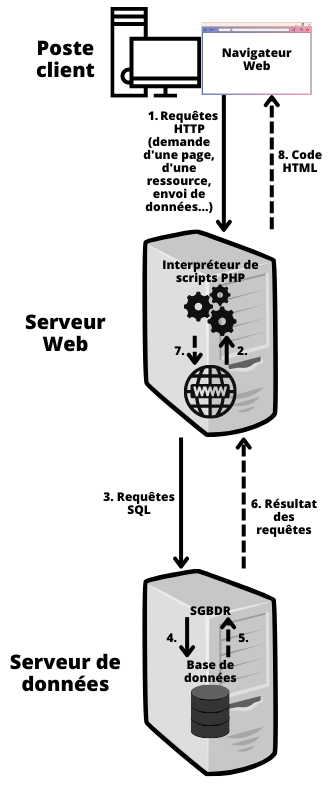 Poste
client
Navigateur
Web
1. Requêtes
HTTP
(demande
d'une page,
d'une
ressource,
envoi de
données...)
8. Code
HTML
Interpréteur de
scripts PHP
Serveur
Web
7.
2.
WWW
3. Requêtes
SQL
6. Résultat
des
requêtes
SGBDR
4.
5.
Base de
données
Serveur de
données